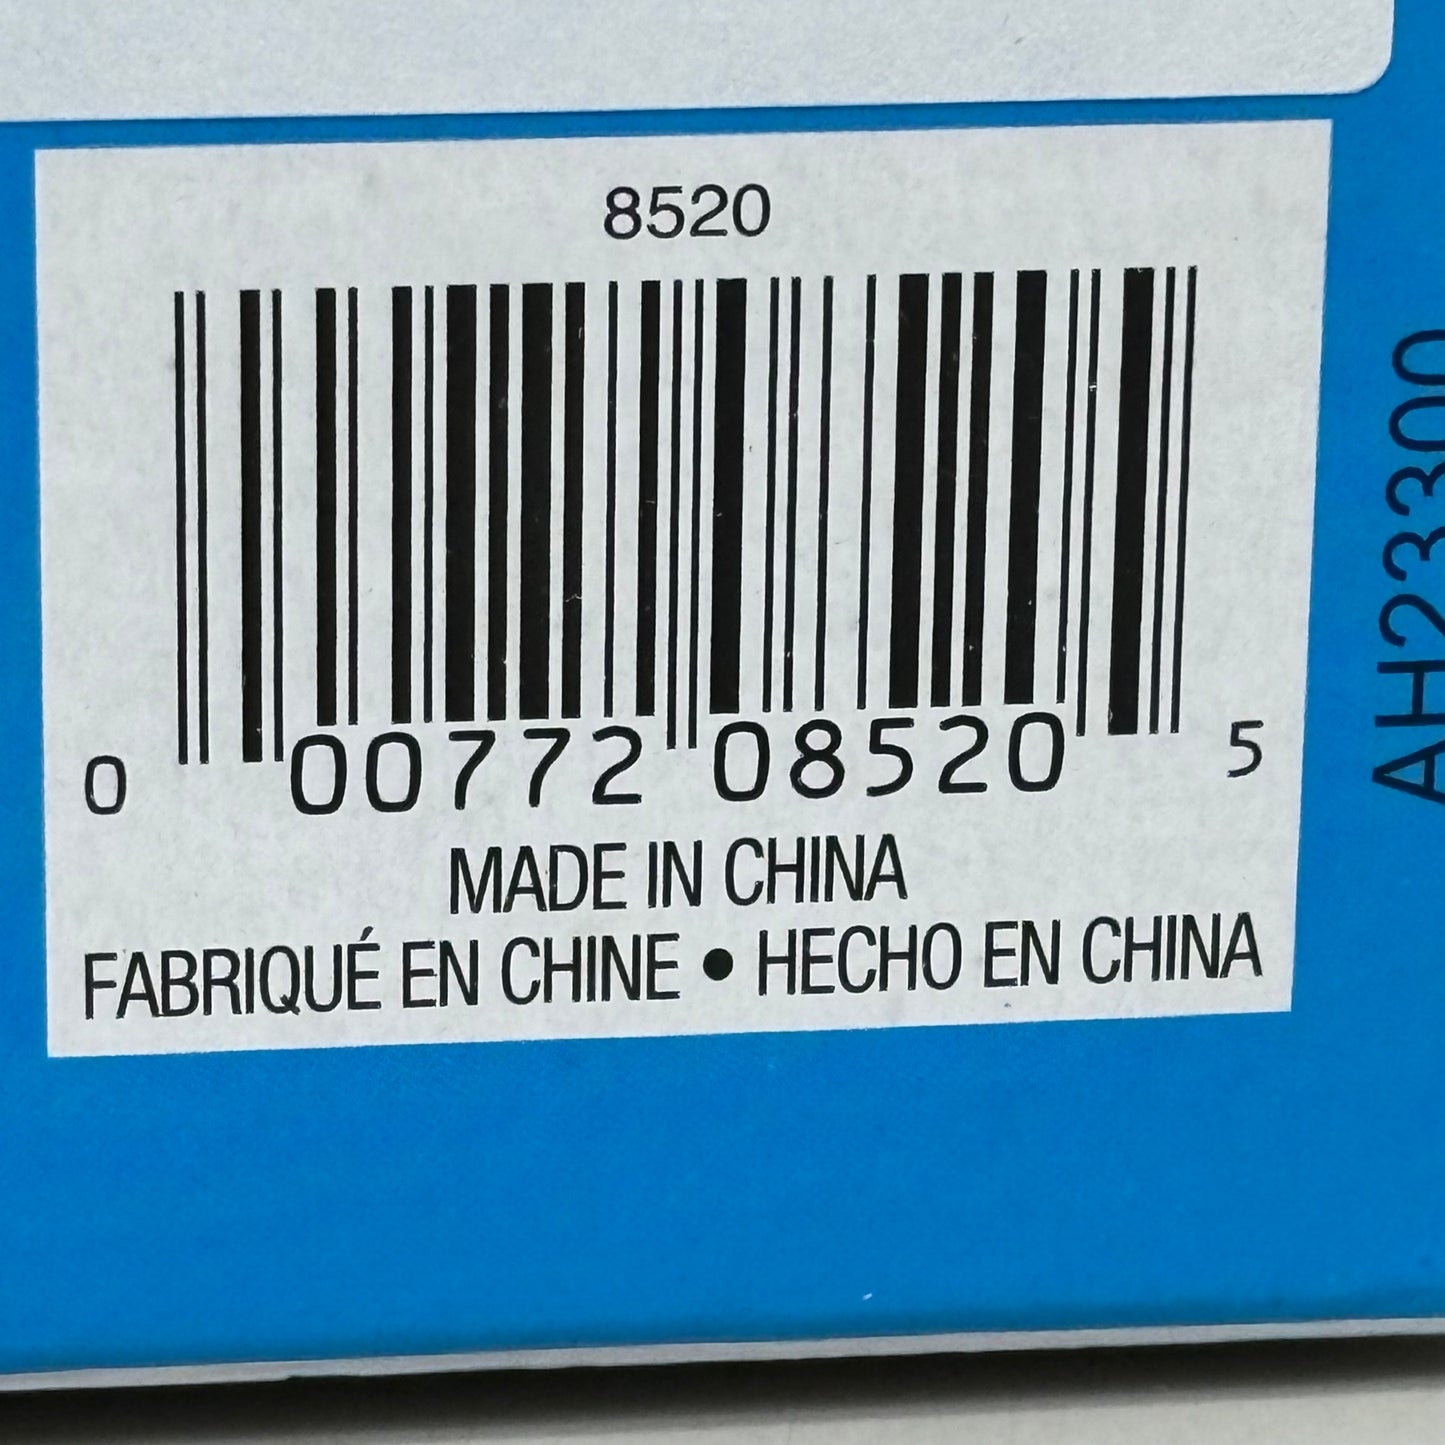 8520
0 00772 08520 5
MADE IN CHINA
FABRIQUÉ EN CHINE • HECHO EN CHINA
AH23300